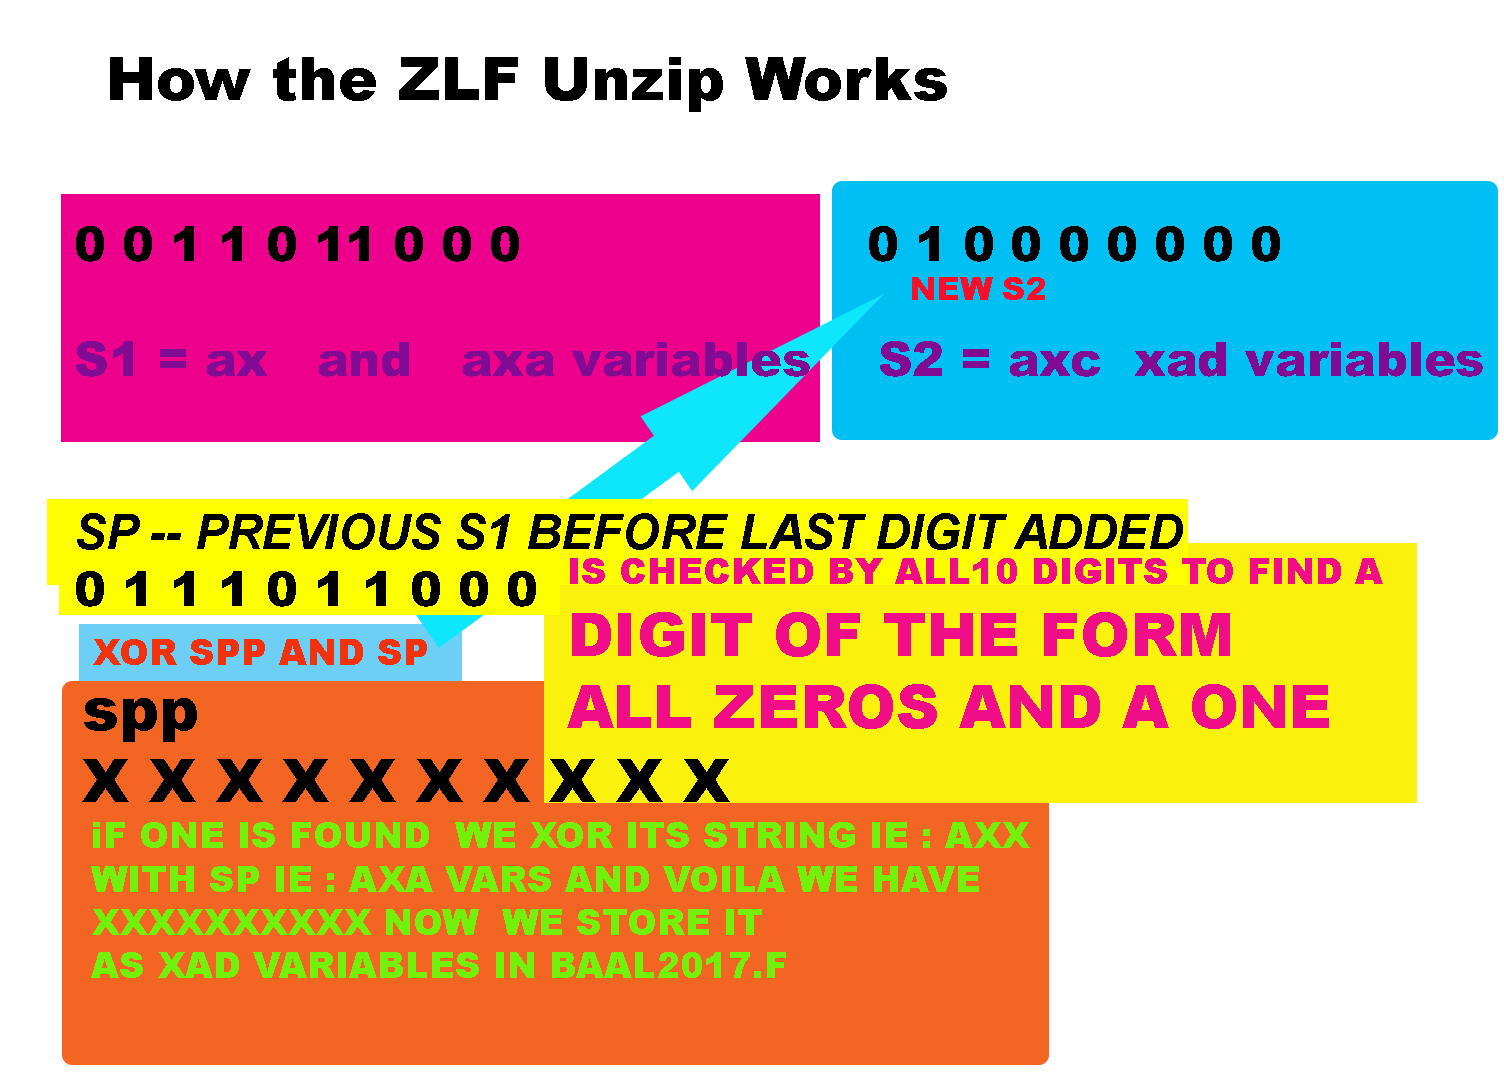 How the ZLF Unzip Works
0 0 1 1 0 11 0 0 0
0 1 0 0 0 0 0 0 0
NEW S2
S1 = ax and axa variables
S2 = axc xad variables
SP -- PREVIOUS S1 BEFORE LAST DIGIT ADDED
0 1 1 1 0 1 1 0 0 0
IS CHECKED BY ALL10 DIGITS TO FIND A
DIGIT OF THE FORM
ALL ZEROS AND A ONE
XOR SPP AND SP
spp
X X X X X X X X X X
iF ONE IS FOUND WE XOR ITS STRING IE : AXX
WITH SP IE : AXA VARS AND VOILA WE HAVE
XXXXXXXXXX NOW WE STORE IT
AS XAD VARIABLES IN BAAL2017.F